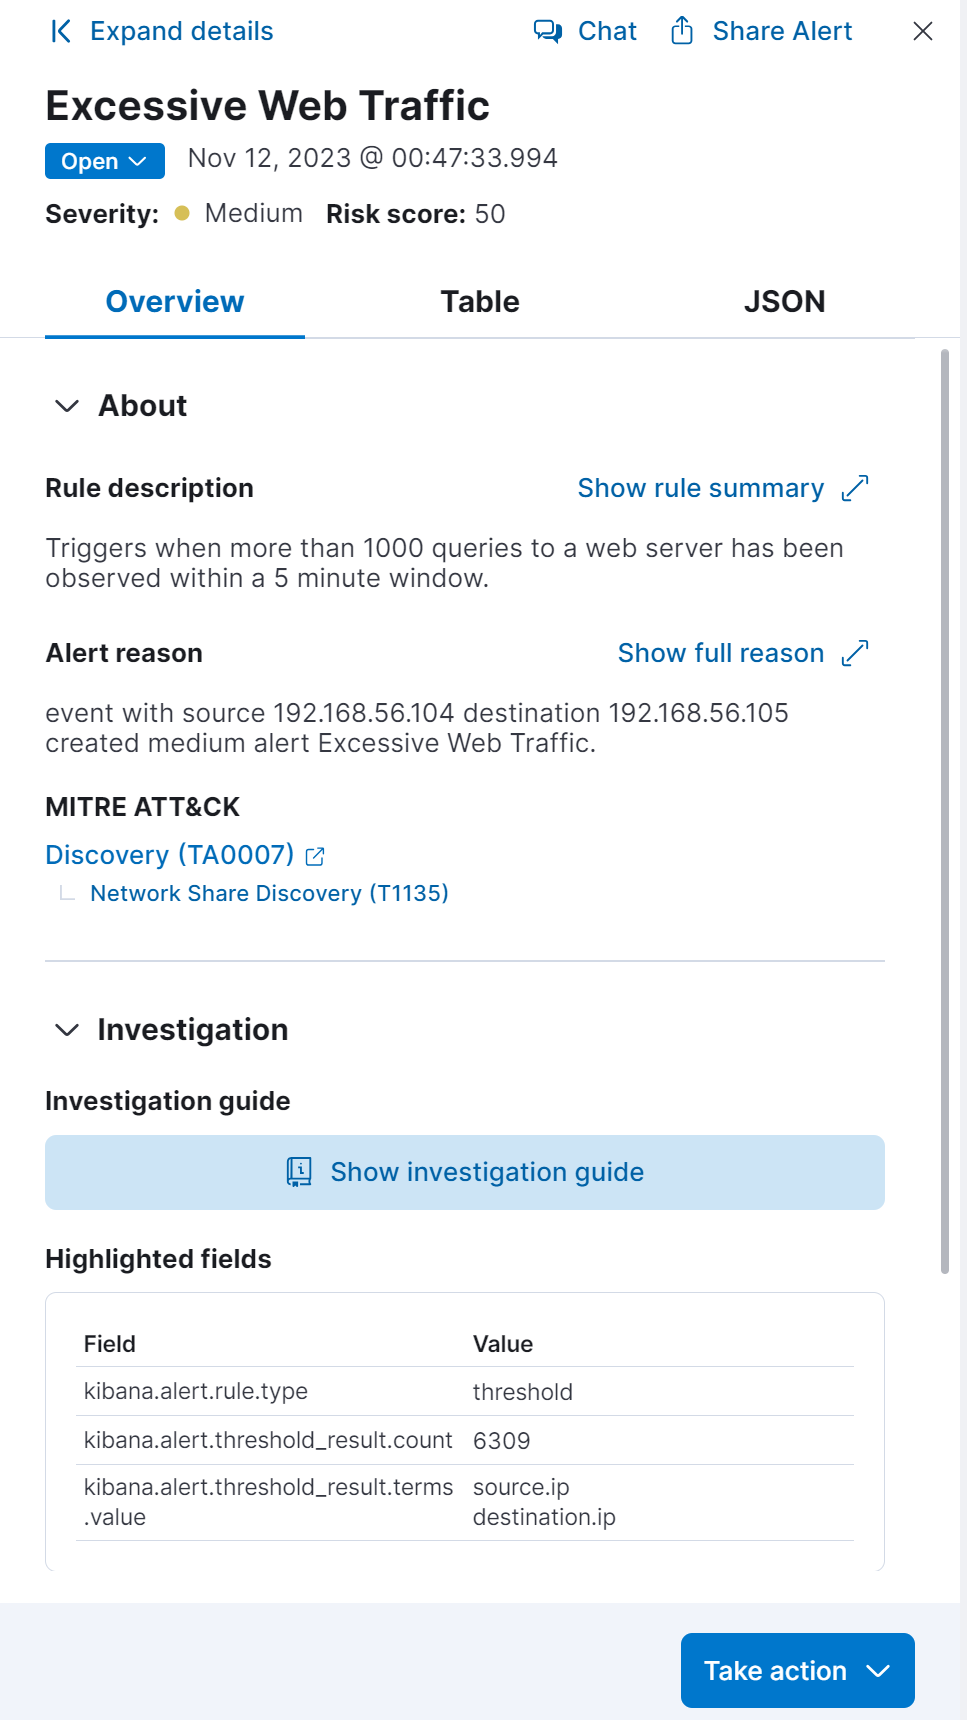 Expand details Chat Share Alert
Excessive Web Traffic
Open Nov 12, 2023 @ 00:47:33.994
Severity: Medium Risk score: 50
Overview Table JSON
About
Rule description Show rule summary
Triggers when more than 1000 queries to a web server has been
observed within a 5 minute window.
Alert reason Show full reason
event with source 192.168.56.104 destination 192.168.56.105
created medium alert Excessive Web Traffic.
MITRE ATT&CK
Discovery (TA0007)
Network Share Discovery (T1135)
Investigation
Investigation guide
Show investigation guide
Highlighted fields
Field Value
kibana.alert.rule.type threshold
kibana.alert.threshold_result.count 6309
kibana.alert.threshold_result.terms source.ip
.value destination.ip
Take action